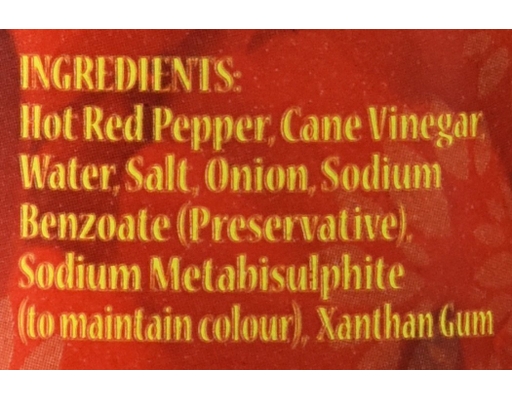 INGREDIENTS:
Hot Red Pepper, Cane Vinegar,
Water, Salt, Onion, Sodium
Benzoate (Preservative),
Sodium Metabisulphite
(to maintain colour), Xanthan Gum